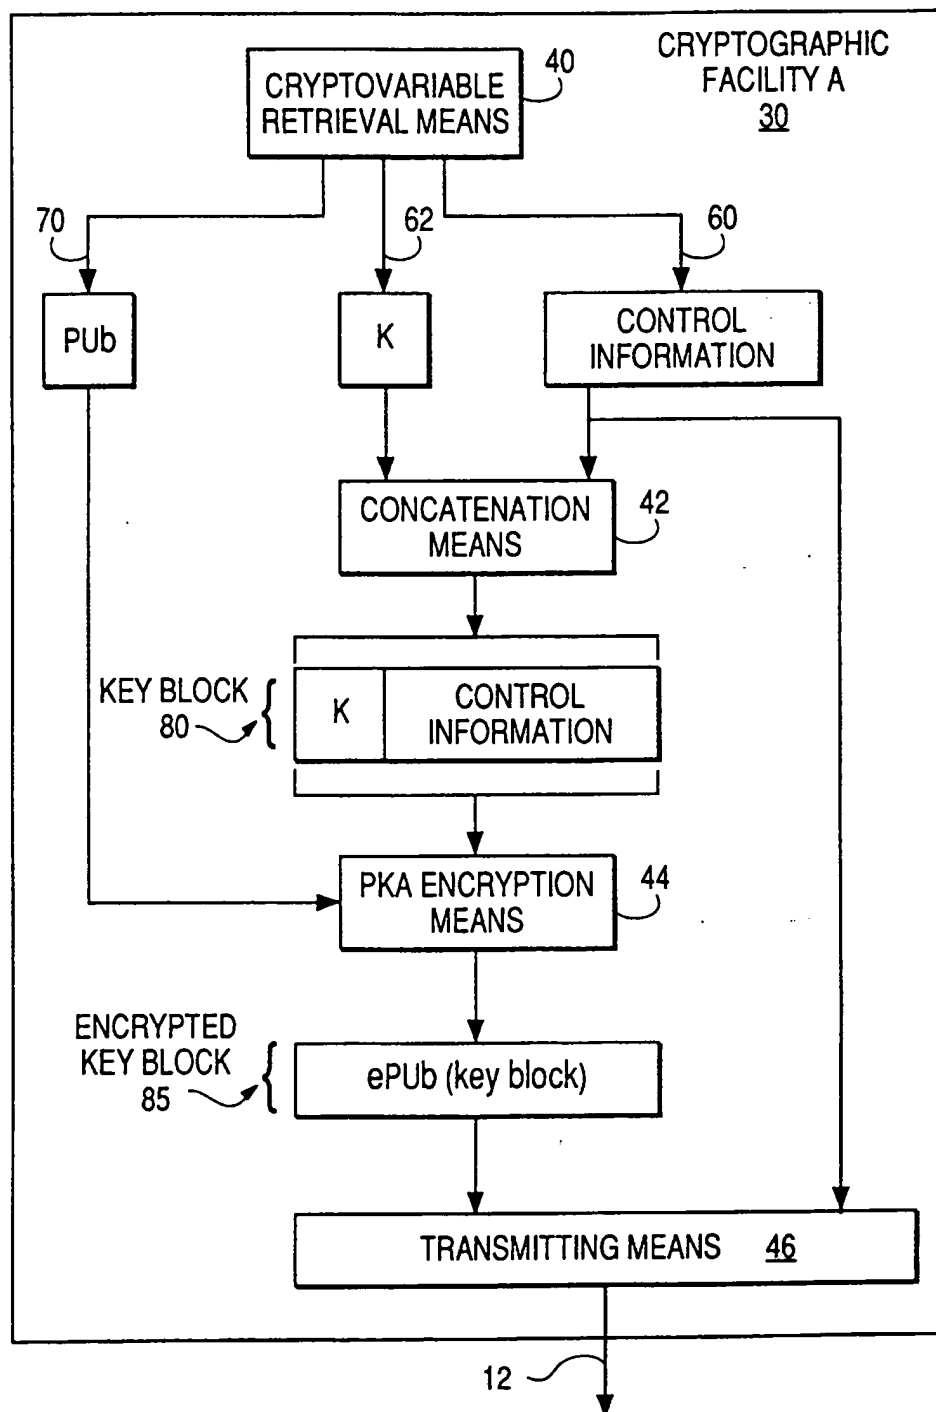 CRYPTOGRAPHIC
FACILITY A
30
CRYPTOVARIABLE
RETRIEVAL MEANS
40
70
62
60
PUb
K
CONTROL
INFORMATION
CONCATENATION
MEANS
42
KEY BLOCK
80
K
CONTROL
INFORMATION
PKA ENCRYPTION
MEANS
44
ENCRYPTED
KEY BLOCK
85
ePUb (key block)
TRANSMITTING MEANS 46
12